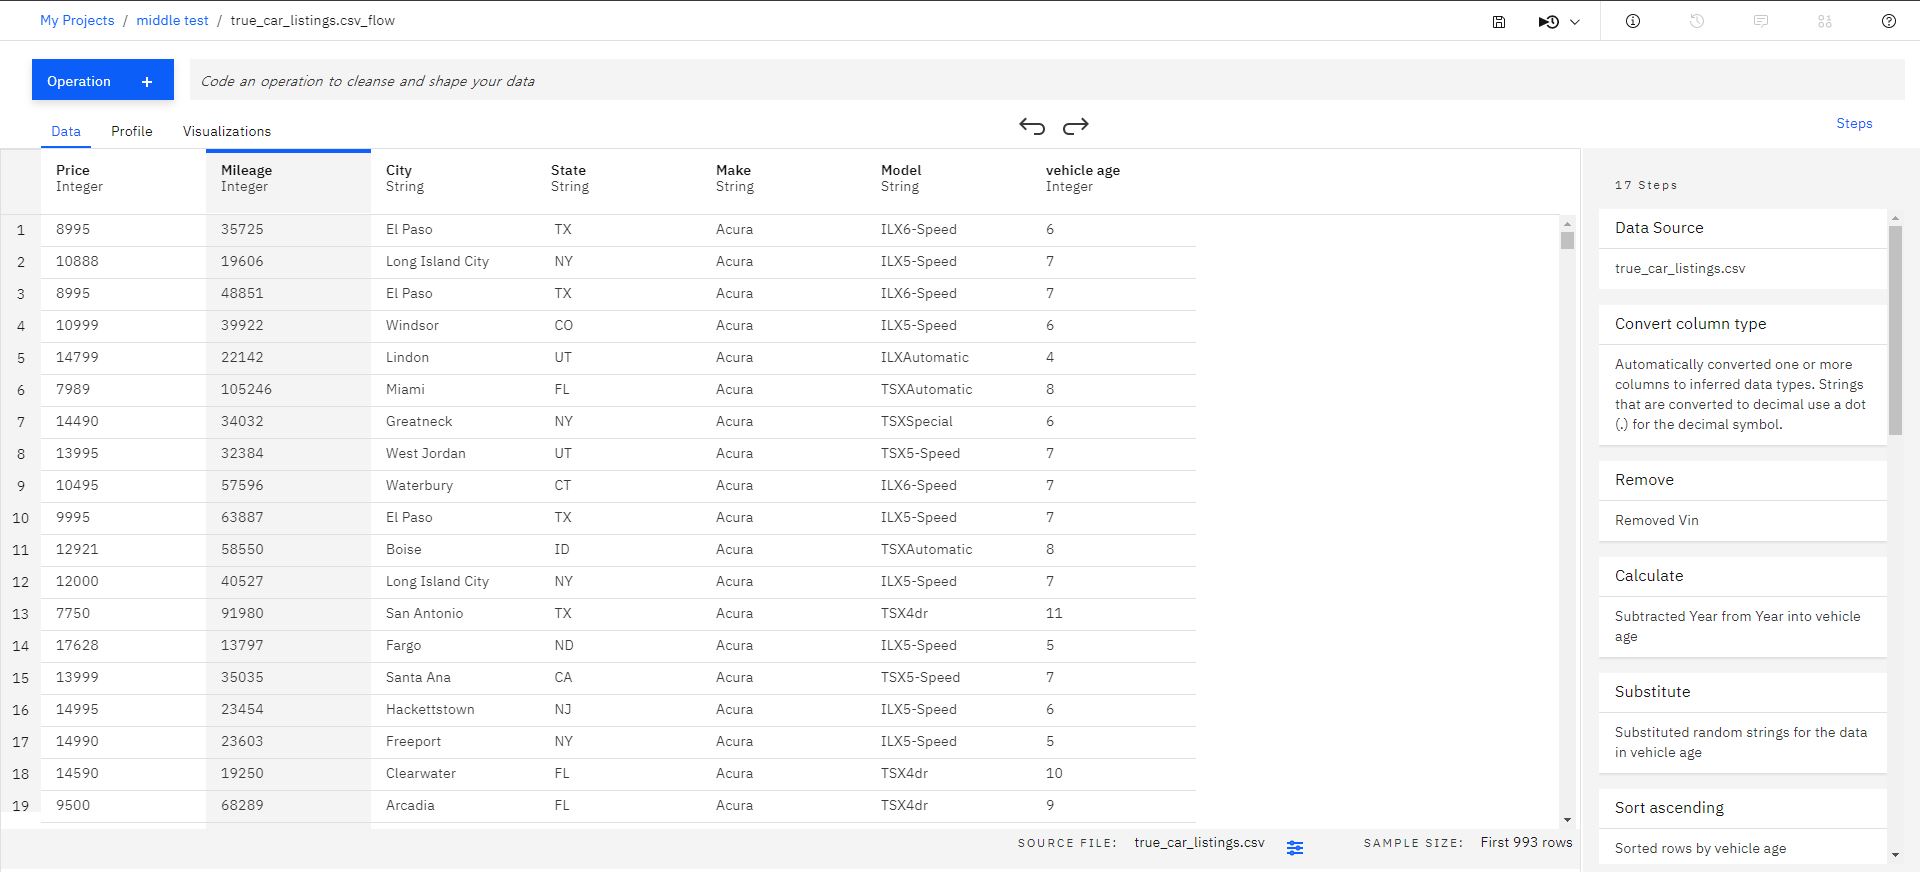 My Projects / middle test / true_car_listings.csv_flow
Operation +
Code an operation to cleanse and shape your data
Data Profile Visualizations
Steps
Price Mileage City State Make Model vehicle age
Integer Integer String String String String Integer
1 8995 35725 El Paso TX Acura ILX6-Speed 6
2 10888 19606 Long Island City NY Acura ILX5-Speed 7
3 8995 48851 El Paso TX Acura ILX6-Speed 7
4 10999 39922 Windsor CO Acura ILX5-Speed 6
5 14799 22142 Lindon UT Acura ILXAutomatic 4
6 7989 105246 Miami FL Acura TSXAutomatic 8
7 14490 34032 Greatneck NY Acura TSXSpecial 6
8 13995 32384 West Jordan UT Acura TSX5-Speed 7
9 10495 57596 Waterbury CT Acura ILX6-Speed 7
10 9995 63887 El Paso TX Acura ILX5-Speed 7
11 12921 58550 Boise ID Acura TSXAutomatic 8
12 12000 40527 Long Island City NY Acura ILX5-Speed 7
13 7750 91980 San Antonio TX Acura TSX4dr 11
14 17628 13797 Fargo ND Acura ILX5-Speed 5
15 13999 35035 Santa Ana CA Acura TSX5-Speed 7
16 14995 23454 Hackettstown NJ Acura ILX5-Speed 6
17 14990 23603 Freeport NY Acura ILX5-Speed 5
18 14590 19250 Clearwater FL Acura TSX4dr 10
19 9500 68289 Arcadia FL Acura TSX4dr 9
SOURCE FILE: true_car_listings.csv SAMPLE SIZE: First 993 rows
17 Steps
Data Source
true_car_listings.csv
Convert column type
Automatically converted one or more
columns to inferred data types. Strings
that are converted to decimal use a dot
(.) for the decimal symbol.
Remove
Removed Vin
Calculate
Subtracted Year from Year into vehicle
age
Substitute
Substituted random strings for the data
in vehicle age
Sort ascending
Sorted rows by vehicle age